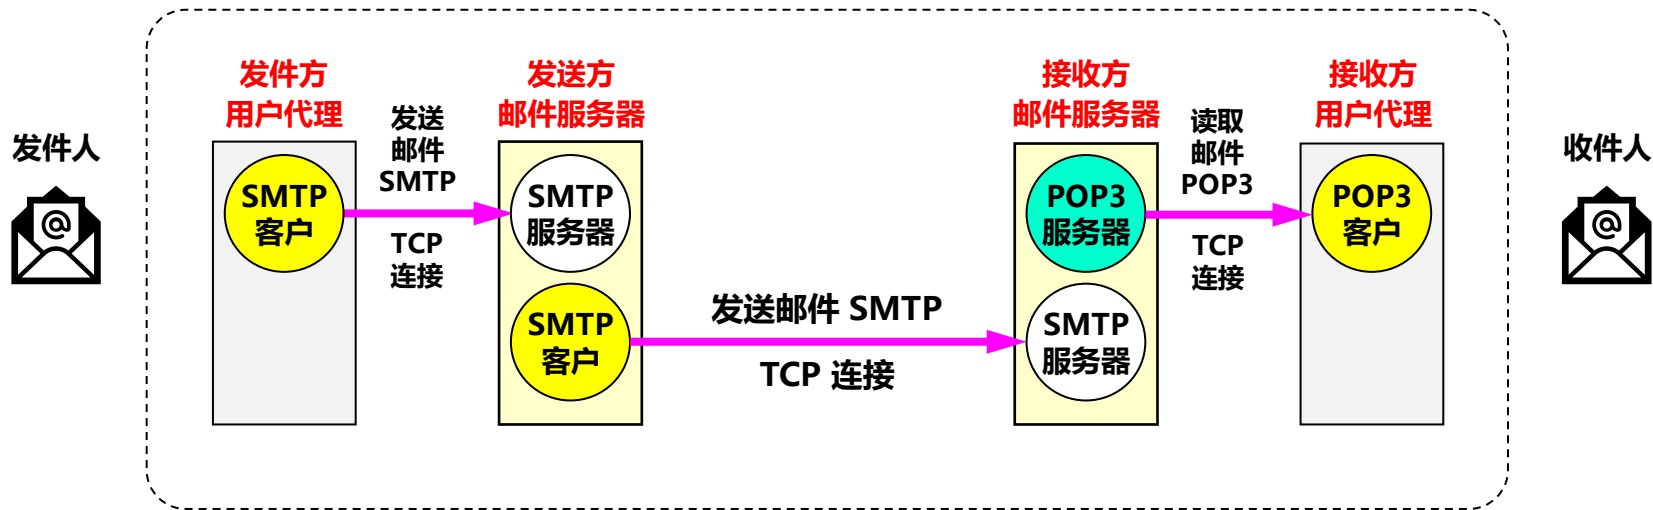 发件人
@
发件方
用户代理
SMTP
客户
发送
邮件
SMTP
TCP
连接
发送方
邮件服务器
SMTP
服务器
SMTP
客户
发送邮件 SMTP
TCP 连接
接收方
邮件服务器
POP3
服务器
SMTP
服务器
读取
邮件
POP3
TCP
连接
接收方
用户代理
POP3
客户
收件人
@